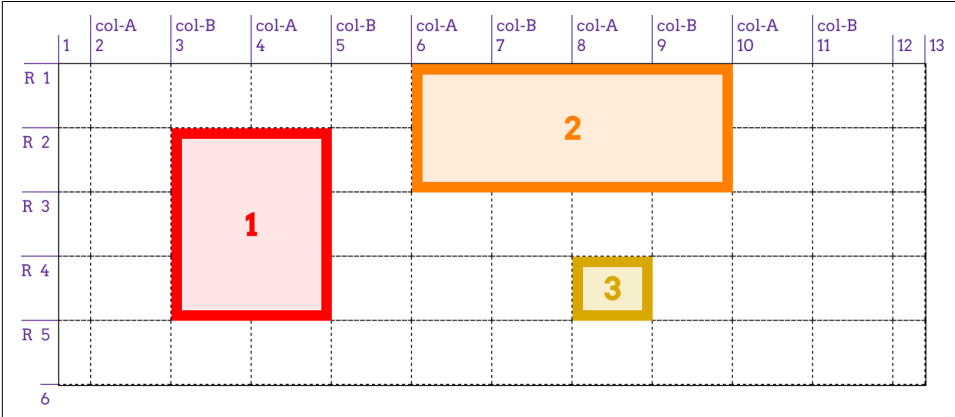 col-A col-B col-A col-B col-A col-B col-A col-B col-A col-B
1 2 3 4 5 6 7 8 9 10 11 12 13
R 1
2
R 2
R 3
1
R 4
3
R 5
6